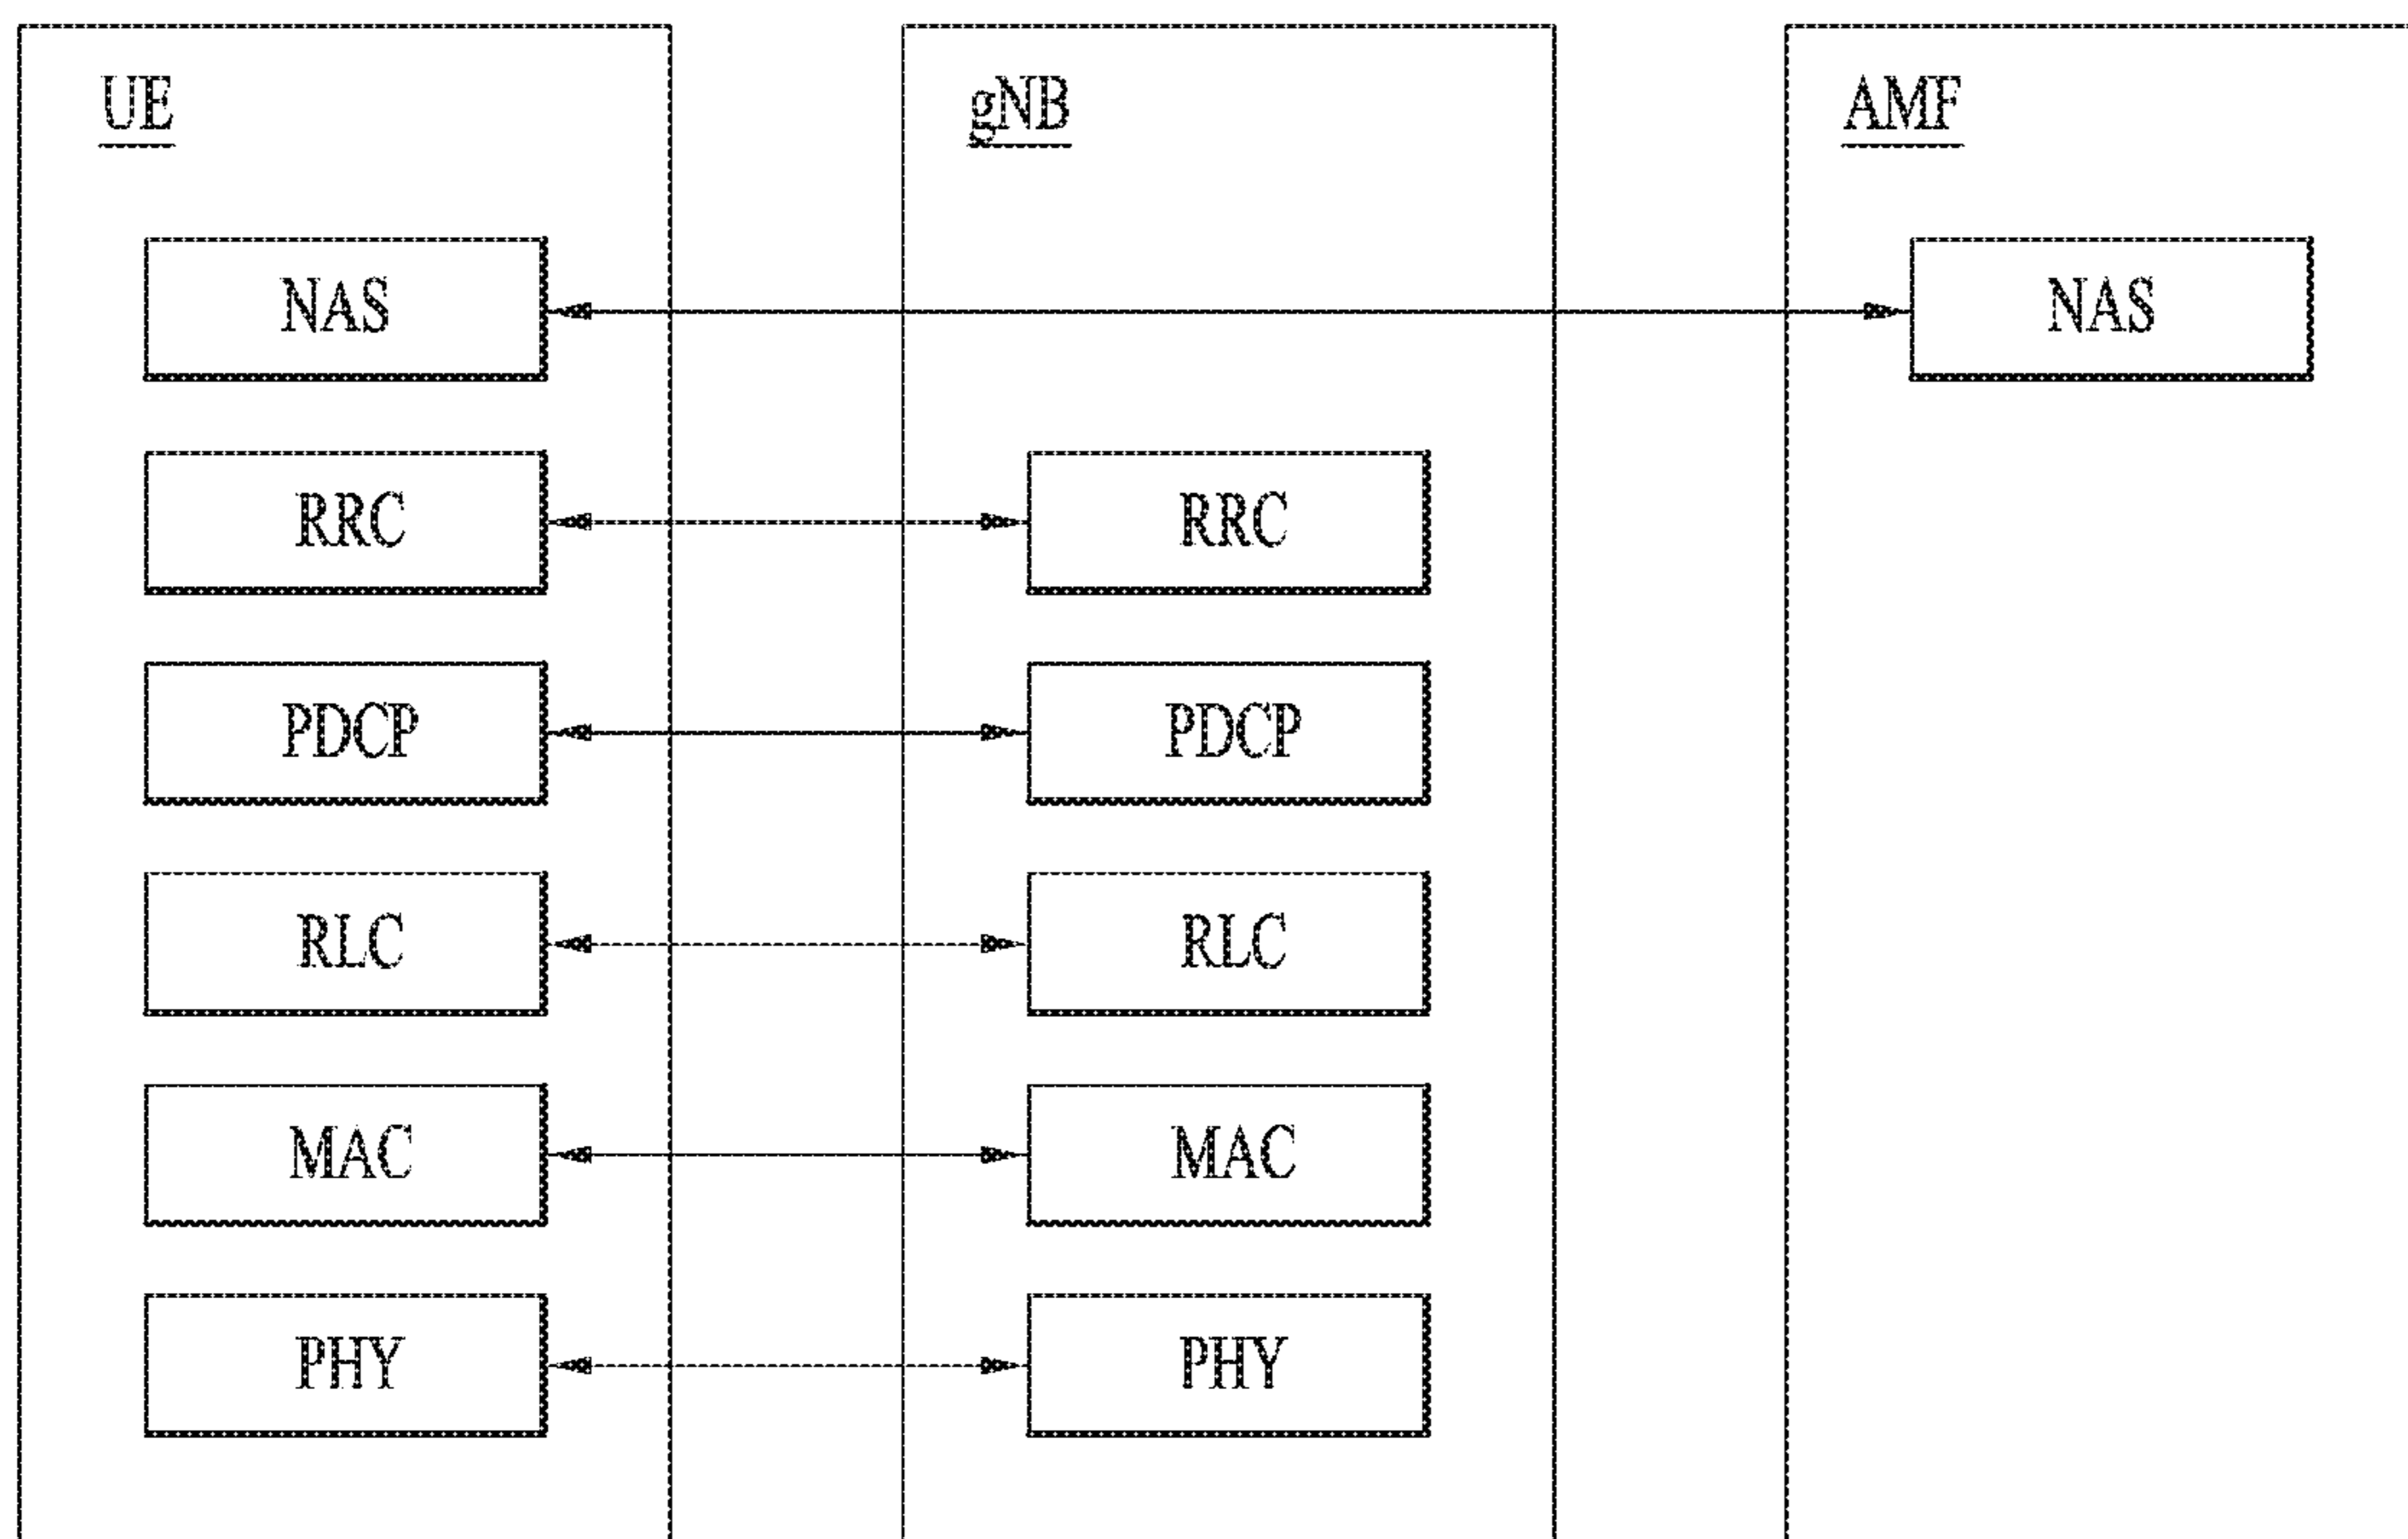 UE gNB AMF
NAS NAS
RRC RRC
PDCP PDCP
RLC RLC
MAC MAC
PHY PHY